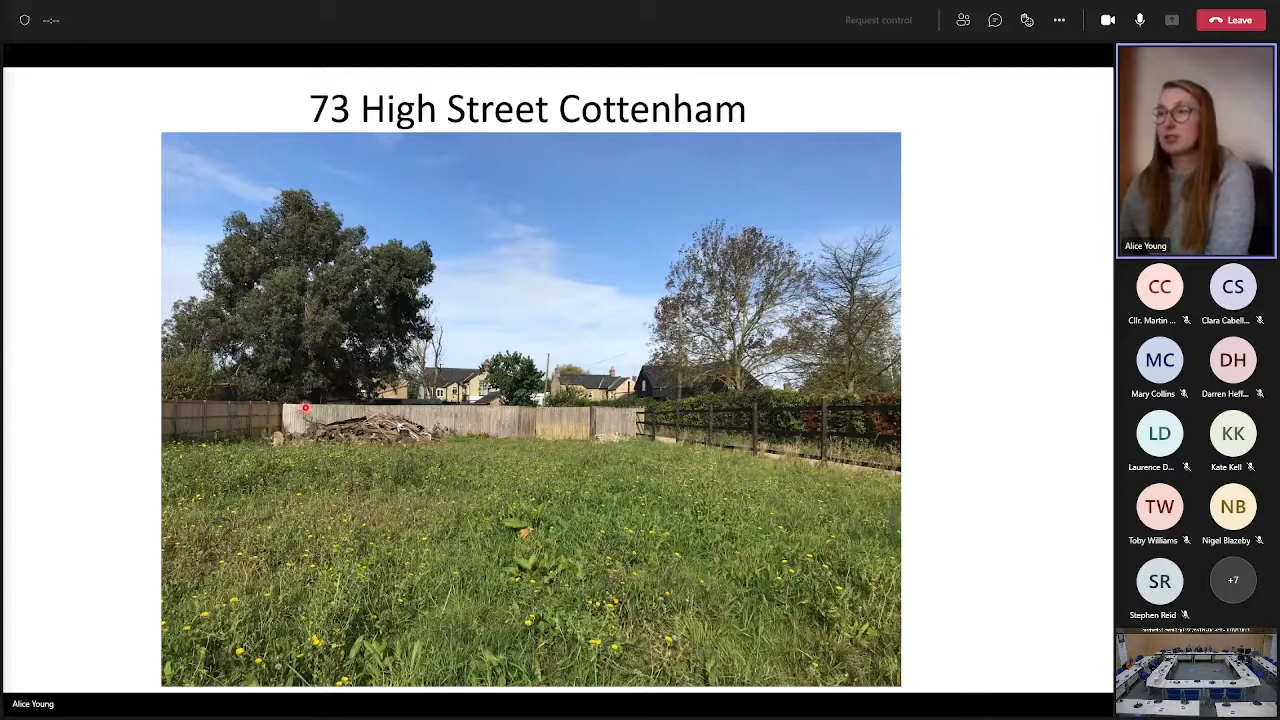 --:--
Request control
Leave
73 High Street Cottenham
Alice Young
CC
CS
Cllr. Martin ...
Clara Cabell...
MC
DH
Mary Collins
Darren Heff...
LD
KK
Laurence D...
Kate Kell
TW
NB
Toby Williams
Nigel Blazeby
SR
+7
Stephen Reid
Alice Young